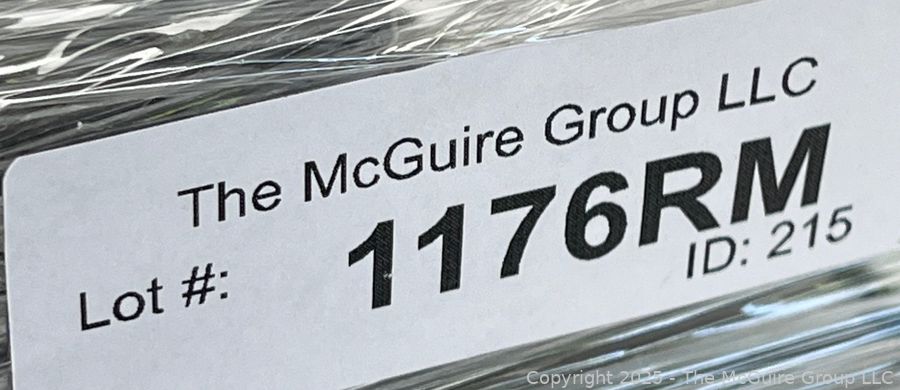 The McGuire Group LLC
Lot #: 1176RM
ID: 215
Copyright 2025 - The McGuire Group LLC